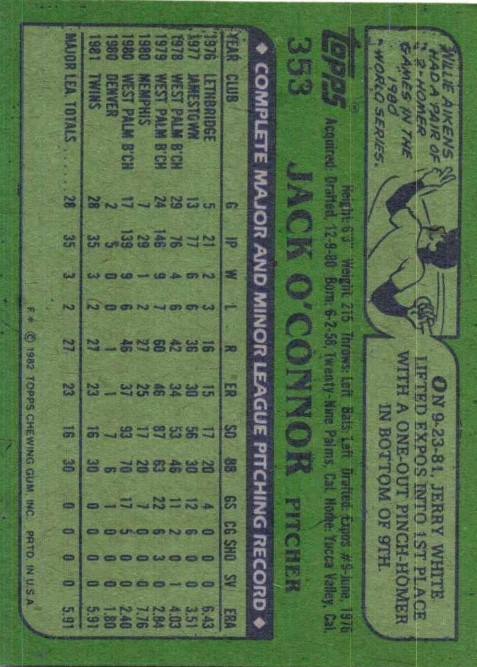 WILLIE AIKENS
HAD A PAIR OF
2-HOMER
GAMES IN THE
1980
WORLD SERIES.
ON 9-23-81, JERRY WHITE
LIFTED EXPOS INTO 1ST PLACE
WITH A ONE-OUT PINCH-HOMER
IN BOTTOM OF 9TH.
TOPPS®
Height: 6'3" Weight: 215 Throws: Left Bats: Left Drafted: Expos #9-June, 1976
Acquired: Drafted, 12-9-80 Born: 6-2-58, Twenty-Nine Palms, Cal. Home: Yucca Valley, Cal.
353 JACK O'CONNOR PITCHER
◆ COMPLETE MAJOR AND MINOR LEAGUE PITCHING RECORD ◆
YEAR CLUB G IP W L R ER SO BB GS CG SHO SV ERA
1976 LETHBRIDGE 5 21 2 3 16 15 17 20 4 0 0 0 6.43
1977 JAMESTOWN 13 77 6 6 36 30 56 30 12 6 0 0 3.51
1978 WEST PALM B'CH 29 76 4 6 42 34 53 46 11 2 0 1 4.03
1979 WEST PALM B'CH 24 146 9 7 60 46 87 63 22 6 3 0 2.84
1980 MEMPHIS 7 29 1 2 27 25 17 20 7 0 0 0 7.76
1980 WEST PALM B'CH 17 139 9 6 46 37 93 70 17 5 0 0 2.40
1980 DENVER 2 5 0 0 1 1 7 6 1 0 0 0 1.80
1981 TWINS 28 35 3 2 27 23 16 30 0 0 0 0 5.91
MAJOR LEA. TOTALS . . . . . 28 35 3 2 27 23 16 30 0 0 0 0 5.91
F* © 1982 TOPPS CHEWING GUM, INC. PRTD. IN U.S.A.